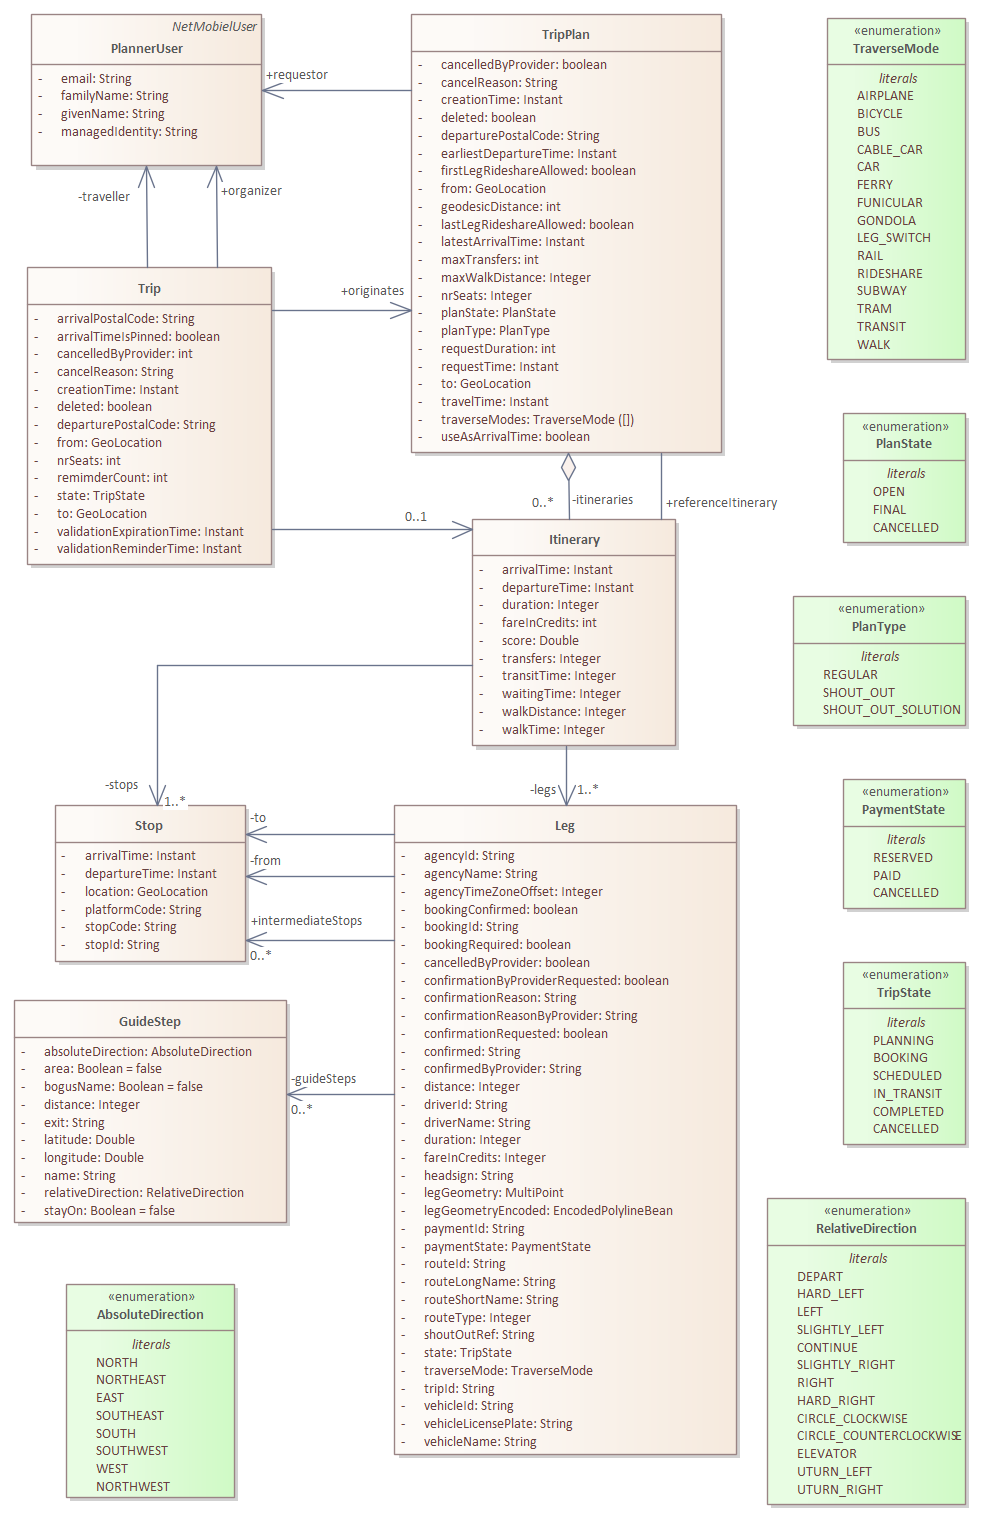 NetMobielUser
PlannerUser
- email: String
- familyName: String
- givenName: String
- managedIdentity: String
TripPlan
- cancelledByProvider: boolean
- cancelReason: String
- creationTime: Instant
- deleted: boolean
- departurePostalCode: String
- earliestDepartureTime: Instant
- firstLegRideshareAllowed: boolean
- from: GeoLocation
- geodesicDistance: int
- lastLegRideshareAllowed: boolean
- latestArrivalTime: Instant
- maxTransfers: int
- maxWalkDistance: Integer
- nrSeats: Integer
- planState: PlanState
- planType: PlanType
- requestDuration: int
- requestTime: Instant
- to: GeoLocation
- travelTime: Instant
- traverseModes: TraverseMode ([])
- useAsArrivalTime: boolean
«enumeration»
TraverseMode
literals
AIRPLANE
BICYCLE
BUS
CABLE_CAR
CAR
FERRY
FUNICULAR
GONDOLA
LEG_SWITCH
RAIL
RIDESHARE
SUBWAY
TRAM
TRANSIT
WALK
+requestor
-traveller
+organizer
Trip
- arrivalPostalCode: String
- arrivalTimeIsPinned: boolean
- cancelledByProvider: int
- cancelReason: String
- creationTime: Instant
- deleted: boolean
- departurePostalCode: String
- from: GeoLocation
- nrSeats: int
- remimderCount: int
- state: TripState
- to: GeoLocation
- validationExpirationTime: Instant
- validationReminderTime: Instant
+originates
0..1
0..*
-itineraries
+referenceItinerary
«enumeration»
PlanState
literals
OPEN
FINAL
CANCELLED
Itinerary
- arrivalTime: Instant
- departureTime: Instant
- duration: Integer
- fareInCredits: int
- score: Double
- transfers: Integer
- transitTime: Integer
- waitingTime: Integer
- walkDistance: Integer
- walkTime: Integer
«enumeration»
PlanType
literals
REGULAR
SHOUT_OUT
SHOUT_OUT_SOLUTION
-stops
1..*
-legs
1..*
Stop
- arrivalTime: Instant
- departureTime: Instant
- location: GeoLocation
- platformCode: String
- stopCode: String
- stopId: String
-to
-from
+intermediateStops
0..*
Leg
- agencyId: String
- agencyName: String
- agencyTimeZoneOffset: Integer
- bookingConfirmed: boolean
- bookingId: String
- bookingRequired: boolean
- cancelledByProvider: boolean
- confirmationByProviderRequested: boolean
- confirmationReason: String
- confirmationReasonByProvider: String
- confirmationRequested: boolean
- confirmed: String
- confirmedByProvider: String
- distance: Integer
- driverId: String
- driverName: String
- duration: Integer
- fareInCredits: Integer
- headsign: String
- legGeometry: MultiPoint
- legGeometryEncoded: EncodedPolylineBean
- paymentId: String
- paymentState: PaymentState
- routeId: String
- routeLongName: String
- routeShortName: String
- routeType: Integer
- shoutOutRef: String
- state: TripState
- traverseMode: TraverseMode
- tripId: String
- vehicleId: String
- vehicleLicensePlate: String
- vehicleName: String
«enumeration»
PaymentState
literals
RESERVED
PAID
CANCELLED
«enumeration»
TripState
literals
PLANNING
BOOKING
SCHEDULED
IN_TRANSIT
COMPLETED
CANCELLED
GuideStep
- absoluteDirection: AbsoluteDirection
- area: Boolean = false
- bogusName: Boolean = false
- distance: Integer
- exit: String
- latitude: Double
- longitude: Double
- name: String
- relativeDirection: RelativeDirection
- stayOn: Boolean = false
-guideSteps
0..*
«enumeration»
AbsoluteDirection
literals
NORTH
NORTHEAST
EAST
SOUTHEAST
SOUTH
SOUTHWEST
WEST
NORTHWEST
«enumeration»
RelativeDirection
literals
DEPART
HARD_LEFT
LEFT
SLIGHTLY_LEFT
CONTINUE
SLIGHTLY_RIGHT
RIGHT
HARD_RIGHT
CIRCLE_CLOCKWISE
CIRCLE_COUNTERCLOCKWISE
ELEVATOR
UTURN_LEFT
UTURN_RIGHT